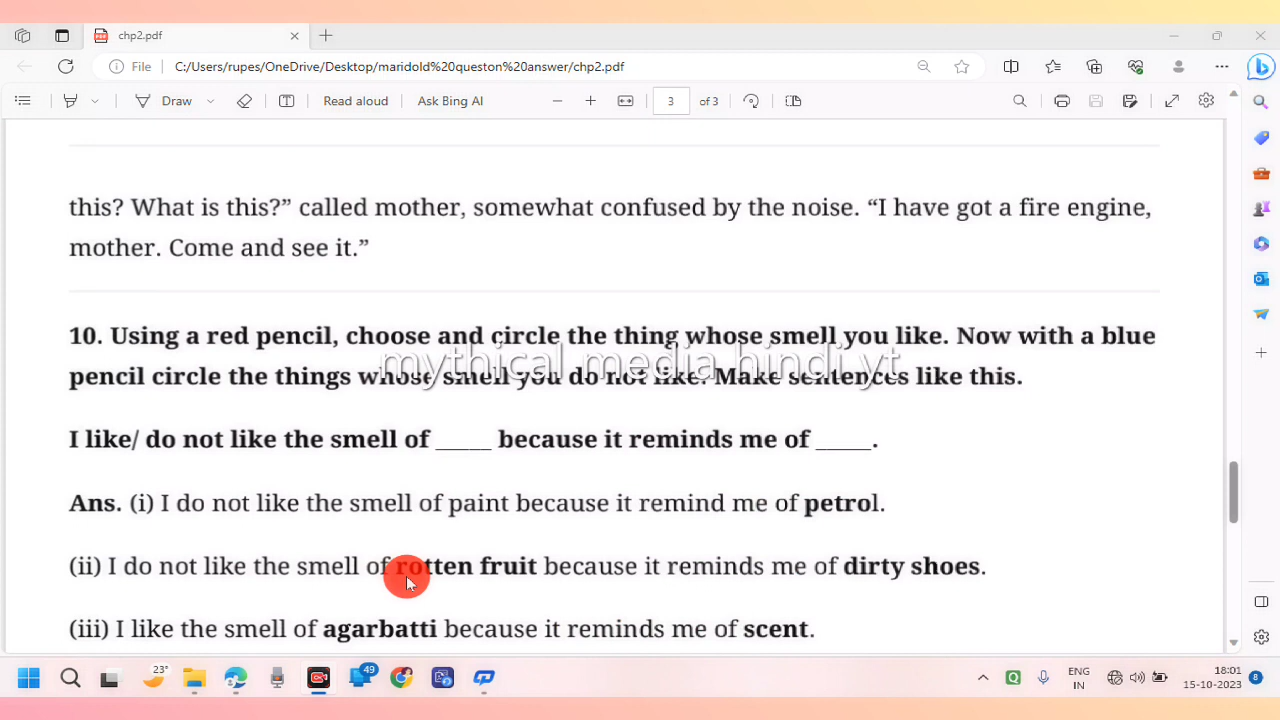 chp2.pdf
File C:/Users/rupes/OneDrive/Desktop/maridold%20queston%20answer/chp2.pdf
Draw Read aloud Ask Bing AI 3 of 3
this? What is this?” called mother, somewhat confused by the noise. “I have got a fire engine,
mother. Come and see it.”
10. Using a red pencil, choose and circle the thing whose smell you like. Now with a blue
mythical media hindi yt
pencil circle the things whose smell you do not like. Make sentences like this.
I like/ do not like the smell of _____ because it reminds me of _____.
Ans. (i) I do not like the smell of paint because it remind me of petrol.
(ii) I do not like the smell of rotten fruit because it reminds me of dirty shoes.
(iii) I like the smell of agarbatti because it reminds me of scent.
23° 49 ENG 18:01
IN 15-10-2023 8